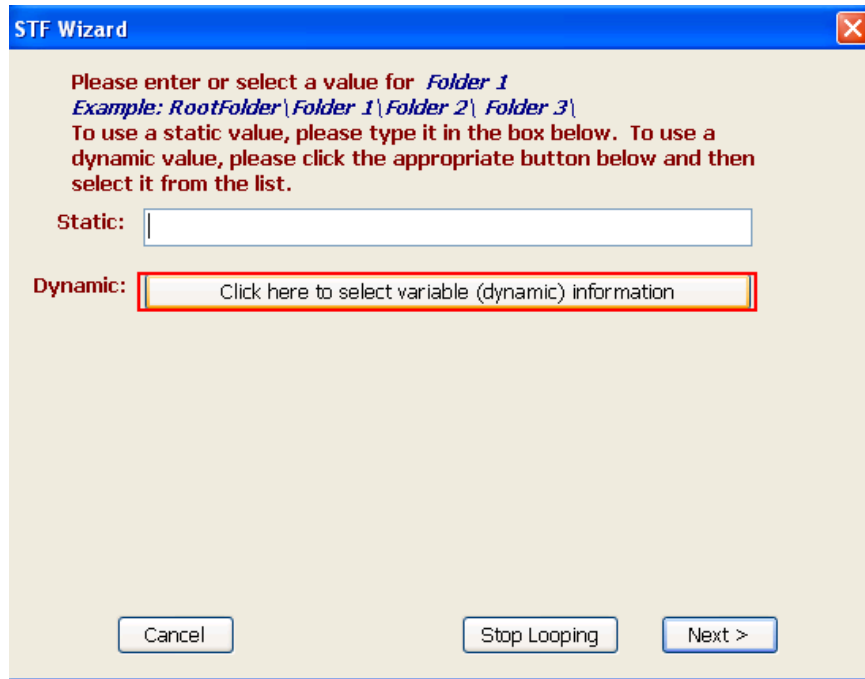 STF Wizard
Please enter or select a value for Folder 1
Example: RootFolder\Folder 1\Folder 2\ Folder 3\
To use a static value, please type it in the box below. To use a
dynamic value, please click the appropriate button below and then
select it from the list.
Static:
Dynamic: Click here to select variable (dynamic) information
Cancel Stop Looping Next >